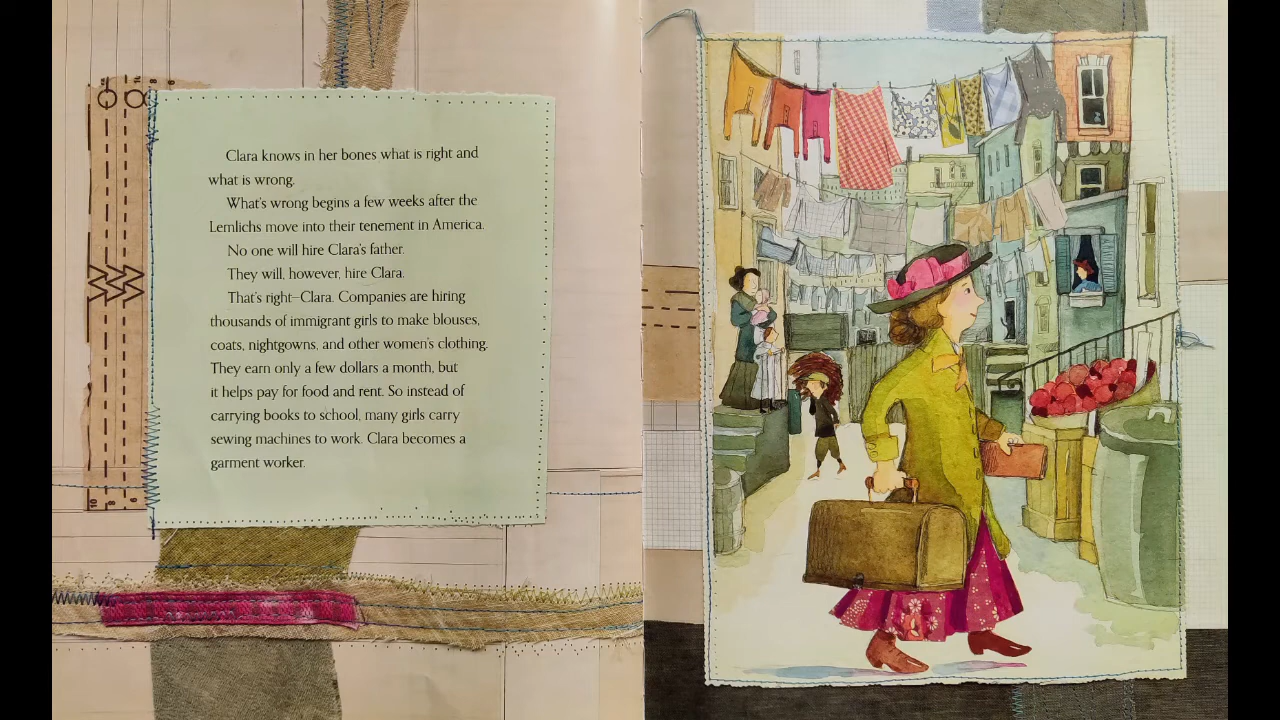 Clara knows in her bones what is right and
what is wrong.
What's wrong begins a few weeks after the
Lemlichs move into their tenement in America.
No one will hire Clara's father.
They will, however, hire Clara.
That's right—Clara. Companies are hiring
thousands of immigrant girls to make blouses,
coats, nightgowns, and other women's clothing.
They earn only a few dollars a month, but
it helps pay for food and rent. So instead of
carrying books to school, many girls carry
sewing machines to work. Clara becomes a
garment worker.